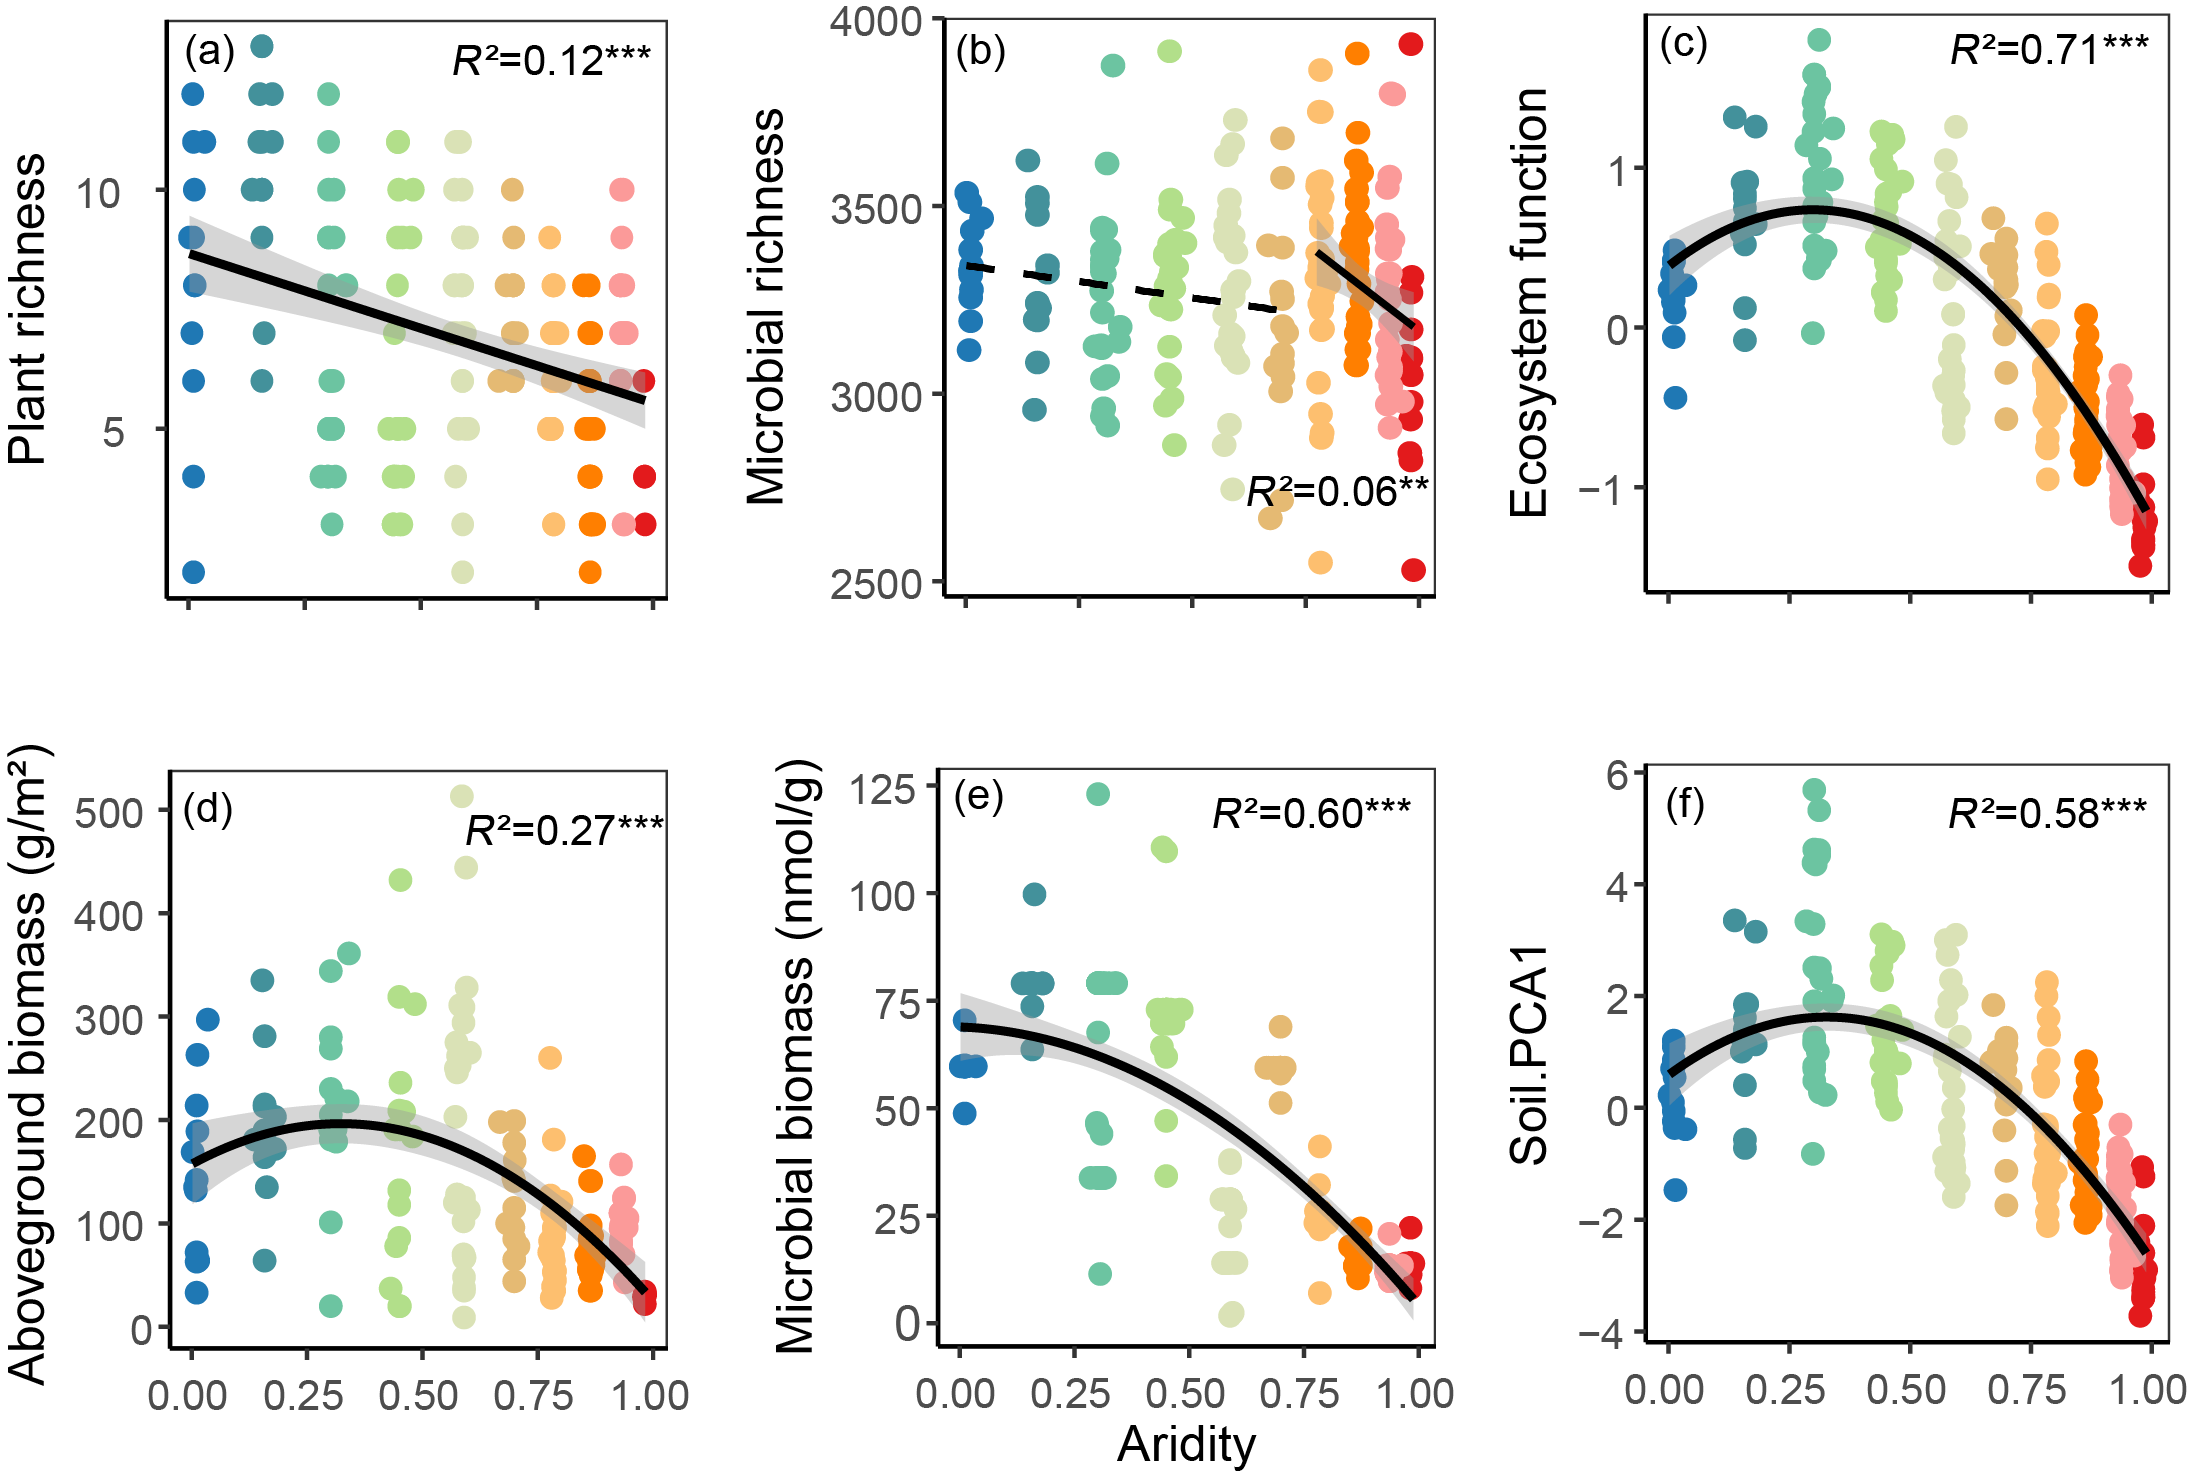 (a)
R²=0.12***
Plant richness
10
5
(b)
R²=0.06**
Microbial richness
4000
3500
3000
2500
(c)
R²=0.71***
Ecosystem function
1
0
−1
(d)
R²=0.27***
Aboveground biomass (g/m²)
500
400
300
200
100
0
0.00 0.25 0.50 0.75 1.00
(e)
R²=0.60***
Microbial biomass (nmol/g)
125
100
75
50
25
0
0.00 0.25 0.50 0.75 1.00
(f)
R²=0.58***
Soil.PCA1
6
4
2
0
−2
−4
0.00 0.25 0.50 0.75 1.00
Aridity